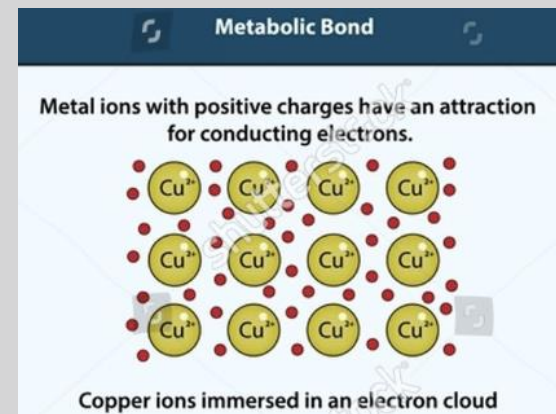 Metabolic Bond
Metal ions with positive charges have an attraction
for conducting electrons.
Cu²⁺ Cu²⁺ Cu²⁺ Cu²⁺
Cu²⁺ Cu²⁺ Cu²⁺ Cu²⁺
Cu²⁺ Cu²⁺ Cu²⁺ Cu²⁺
Copper ions immersed in an electron cloud
shutterstock